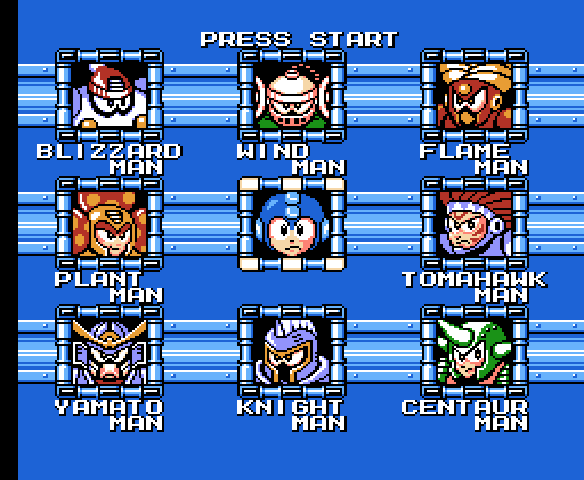 PRESS START
BLIZZARD MAN
WIND MAN
FLAME MAN
PLANT MAN
TOMAHAWK MAN
YAMATO MAN
KNIGHT MAN
CENTAUR MAN